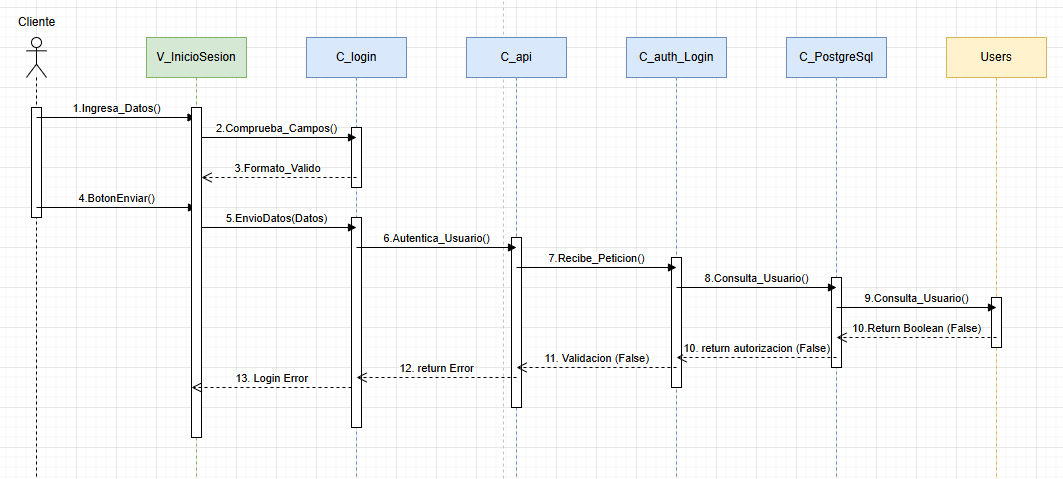 Cliente
V_InicioSesion
C_login
C_api
C_auth_Login
C_PostgreSql
Users
1.Ingresa_Datos()
2.Comprueba_Campos()
3.Formato_Valido
4.BotonEnviar()
5.EnvioDatos(Datos)
6.Autentica_Usuario()
7.Recibe_Peticion()
8.Consulta_Usuario()
9.Consulta_Usuario()
10.Return Boolean (False)
10. return autorizacion (False)
11. Validacion (False)
12. return Error
13. Login Error